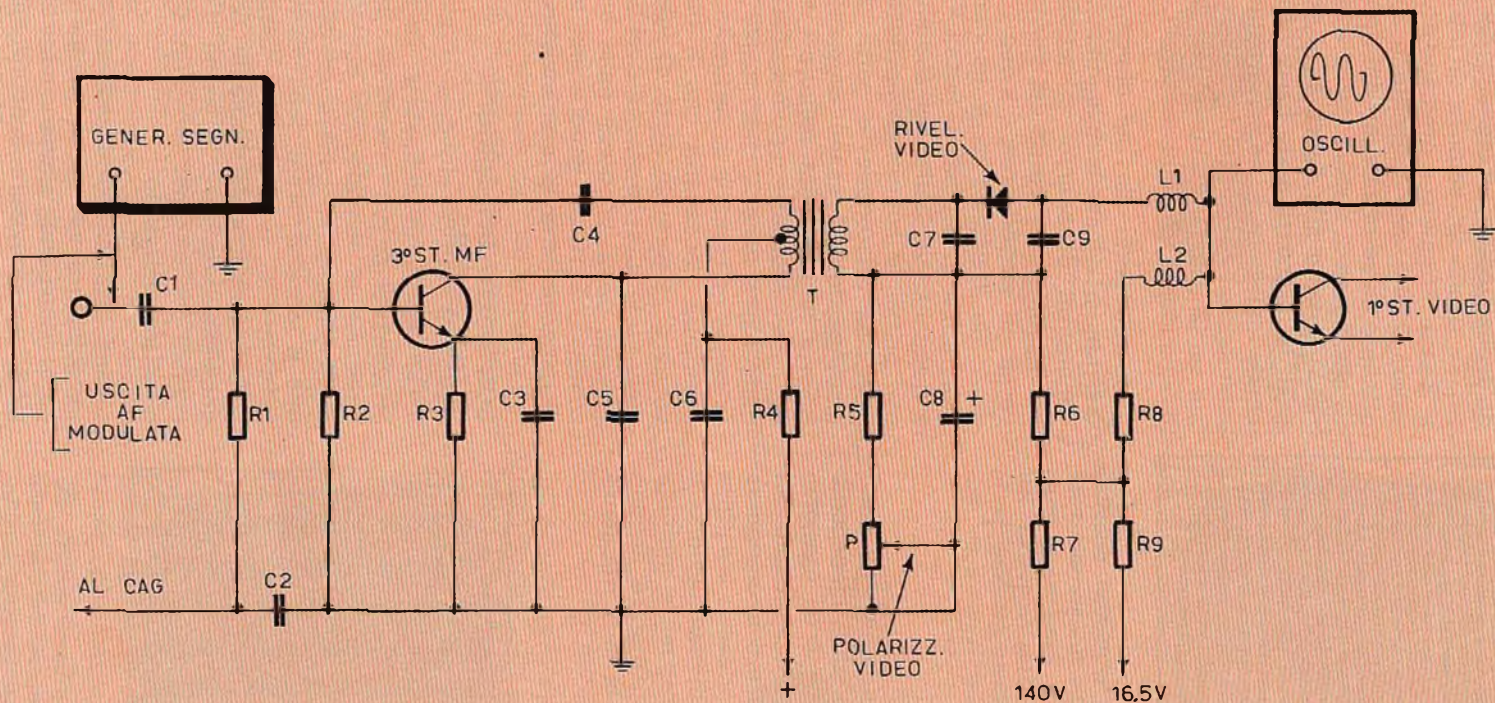 GENER. SEGN.
RIVEL.
VIDEO
OSCILL.
L1
C4
C7
C9
3° ST. MF
L2
C1
T
1° ST. VIDEO
USCITA
AF
MODULATA
R1
R2
R3
C3
C5
C6
R4
R5
C8
+
R6
R8
P
R7
R9
AL CAG
C2
POLARIZZ.
VIDEO
+
140V
16,5V